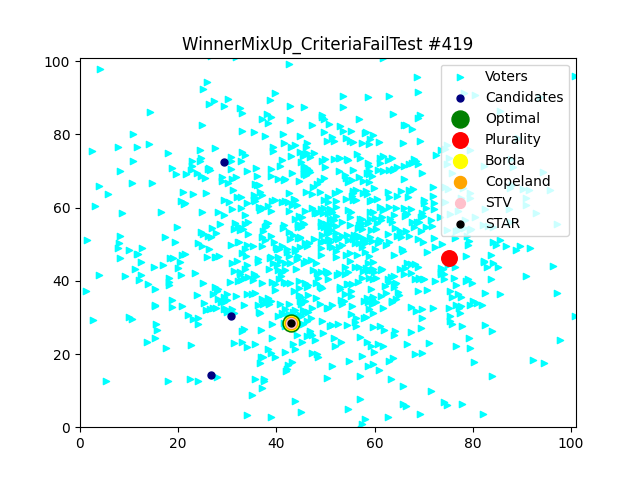 WinnerMixUp_CriteriaFailTest #419
100
80
60
40
20
0
0
20
40
60
80
100
Voters
Candidates
Optimal
Plurality
Borda
Copeland
STV
STAR